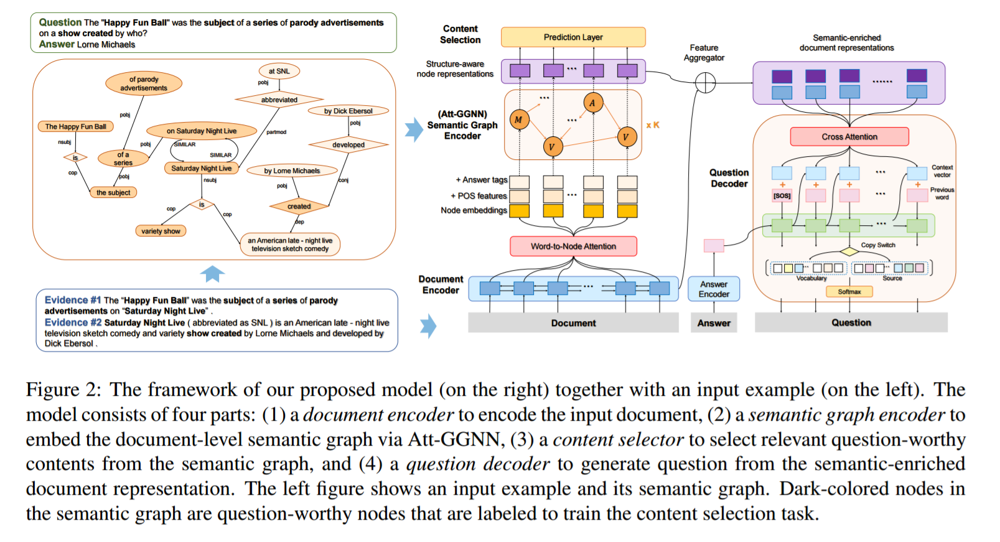 Question The "Happy Fun Ball" was the subject of a series of parody advertisements
on a show created by who?
Answer Lorne Michaels
of parody
advertisements
at SNL
pobj
abbreviated
by Dick Ebersol
pobj
pobj
The Happy Fun Ball
on Saturday Night Live
partmod
nsubj
pobj
SIMILAR
developed
is
of a
series
SIMILAR
Saturday Night Live
by Lorne Michaels
cop
pobj
nsubj
pobj
conj
the subject
is
created
cop
cop
dep
variety show
an American late - night live
television sketch comedy
Evidence #1 The "Happy Fun Ball" was the subject of a series of parody
advertisements on "Saturday Night Live" .
Evidence #2 Saturday Night Live ( abbreviated as SNL ) is an American late - night live
television sketch comedy and variety show created by Lorne Michaels and developed by
Dick Ebersol .
Content
Selection
Prediction Layer
Structure-aware
node representations
...
(Att-GGNN)
Semantic Graph
Encoder
M
...
A
...
V
V
x K
+ Answer tags
+ POS features
...
Node embeddings
Word-to-Node Attention
Document
Encoder
...
Document
Feature
Aggregator
Answer
Encoder
Answer
Semantic-enriched
document representations
......
Cross Attention
Question
Decoder
...
Context
vector
+ + + +
[SOS]
...
Previous
word
...
Copy Switch
...
...
Vocabulary
Source
Softmax
Question
Figure 2: The framework of our proposed model (on the right) together with an input example (on the left). The
model consists of four parts: (1) a document encoder to encode the input document, (2) a semantic graph encoder to
embed the document-level semantic graph via Att-GGNN, (3) a content selector to select relevant question-worthy
contents from the semantic graph, and (4) a question decoder to generate question from the semantic-enriched
document representation. The left figure shows an input example and its semantic graph. Dark-colored nodes in
the semantic graph are question-worthy nodes that are labeled to train the content selection task.